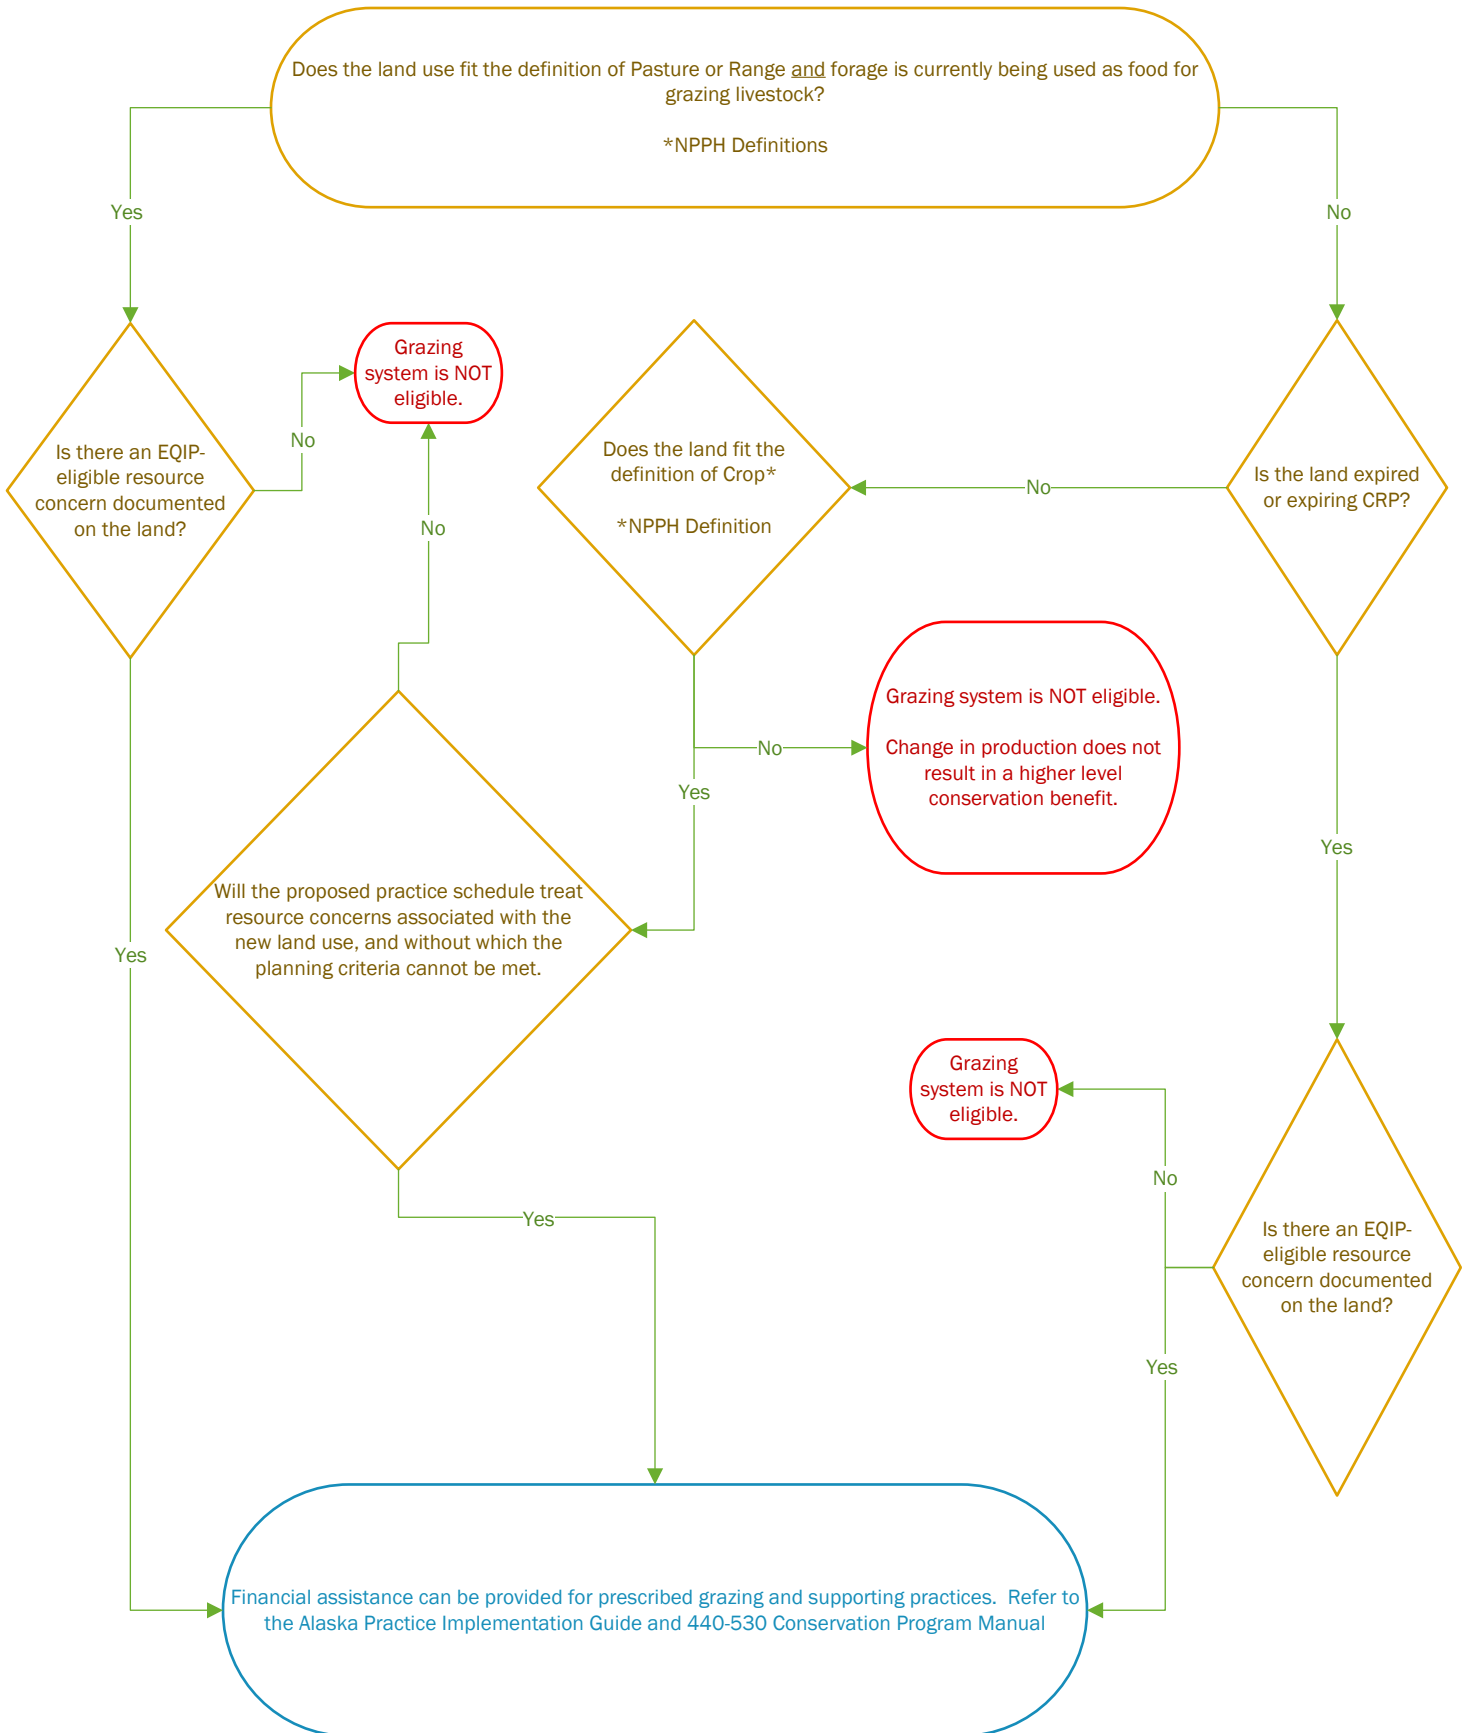 Does the land use fit the definition of Pasture or Range and forage is currently being used as food for
grazing livestock?
*NPPH Definitions
Yes
No
Grazing
system is NOT
eligible.
No
Is there an EQIP-
eligible resource
concern documented
on the land?
No
Does the land fit the
definition of Crop*
*NPPH Definition
No
Is the land expired
or expiring CRP?
Grazing system is NOT eligible.
Change in production does not
result in a higher level
conservation benefit.
No
Yes
Yes
Will the proposed practice schedule treat
resource concerns associated with the
new land use, and without which the
planning criteria cannot be met.
Yes
Grazing
system is NOT
eligible.
No
Yes
Is there an EQIP-
eligible resource
concern documented
on the land?
Yes
Financial assistance can be provided for prescribed grazing and supporting practices.  Refer to
the Alaska Practice Implementation Guide and 440-530 Conservation Program Manual